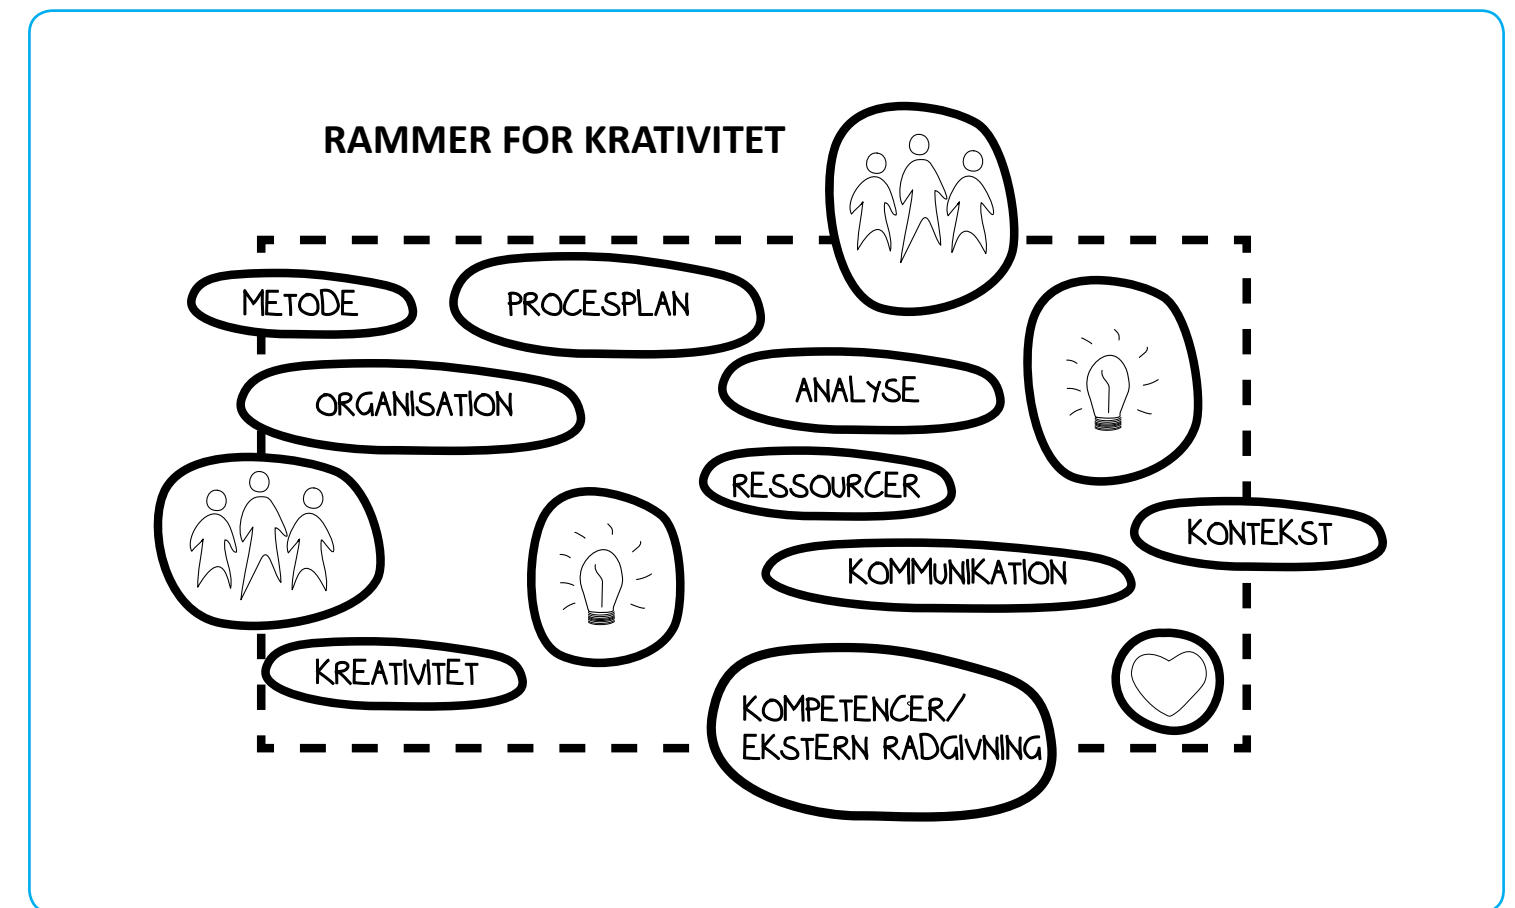 RAMMER FOR KRATIVITET
METODE
PROCESPLAN
ORGANISATION
ANALYSE
RESSOURCER
KONTEKST
KOMMUNIKATION
KREATIVITET
KOMPETENCER/
EKSTERN RADGIVNING